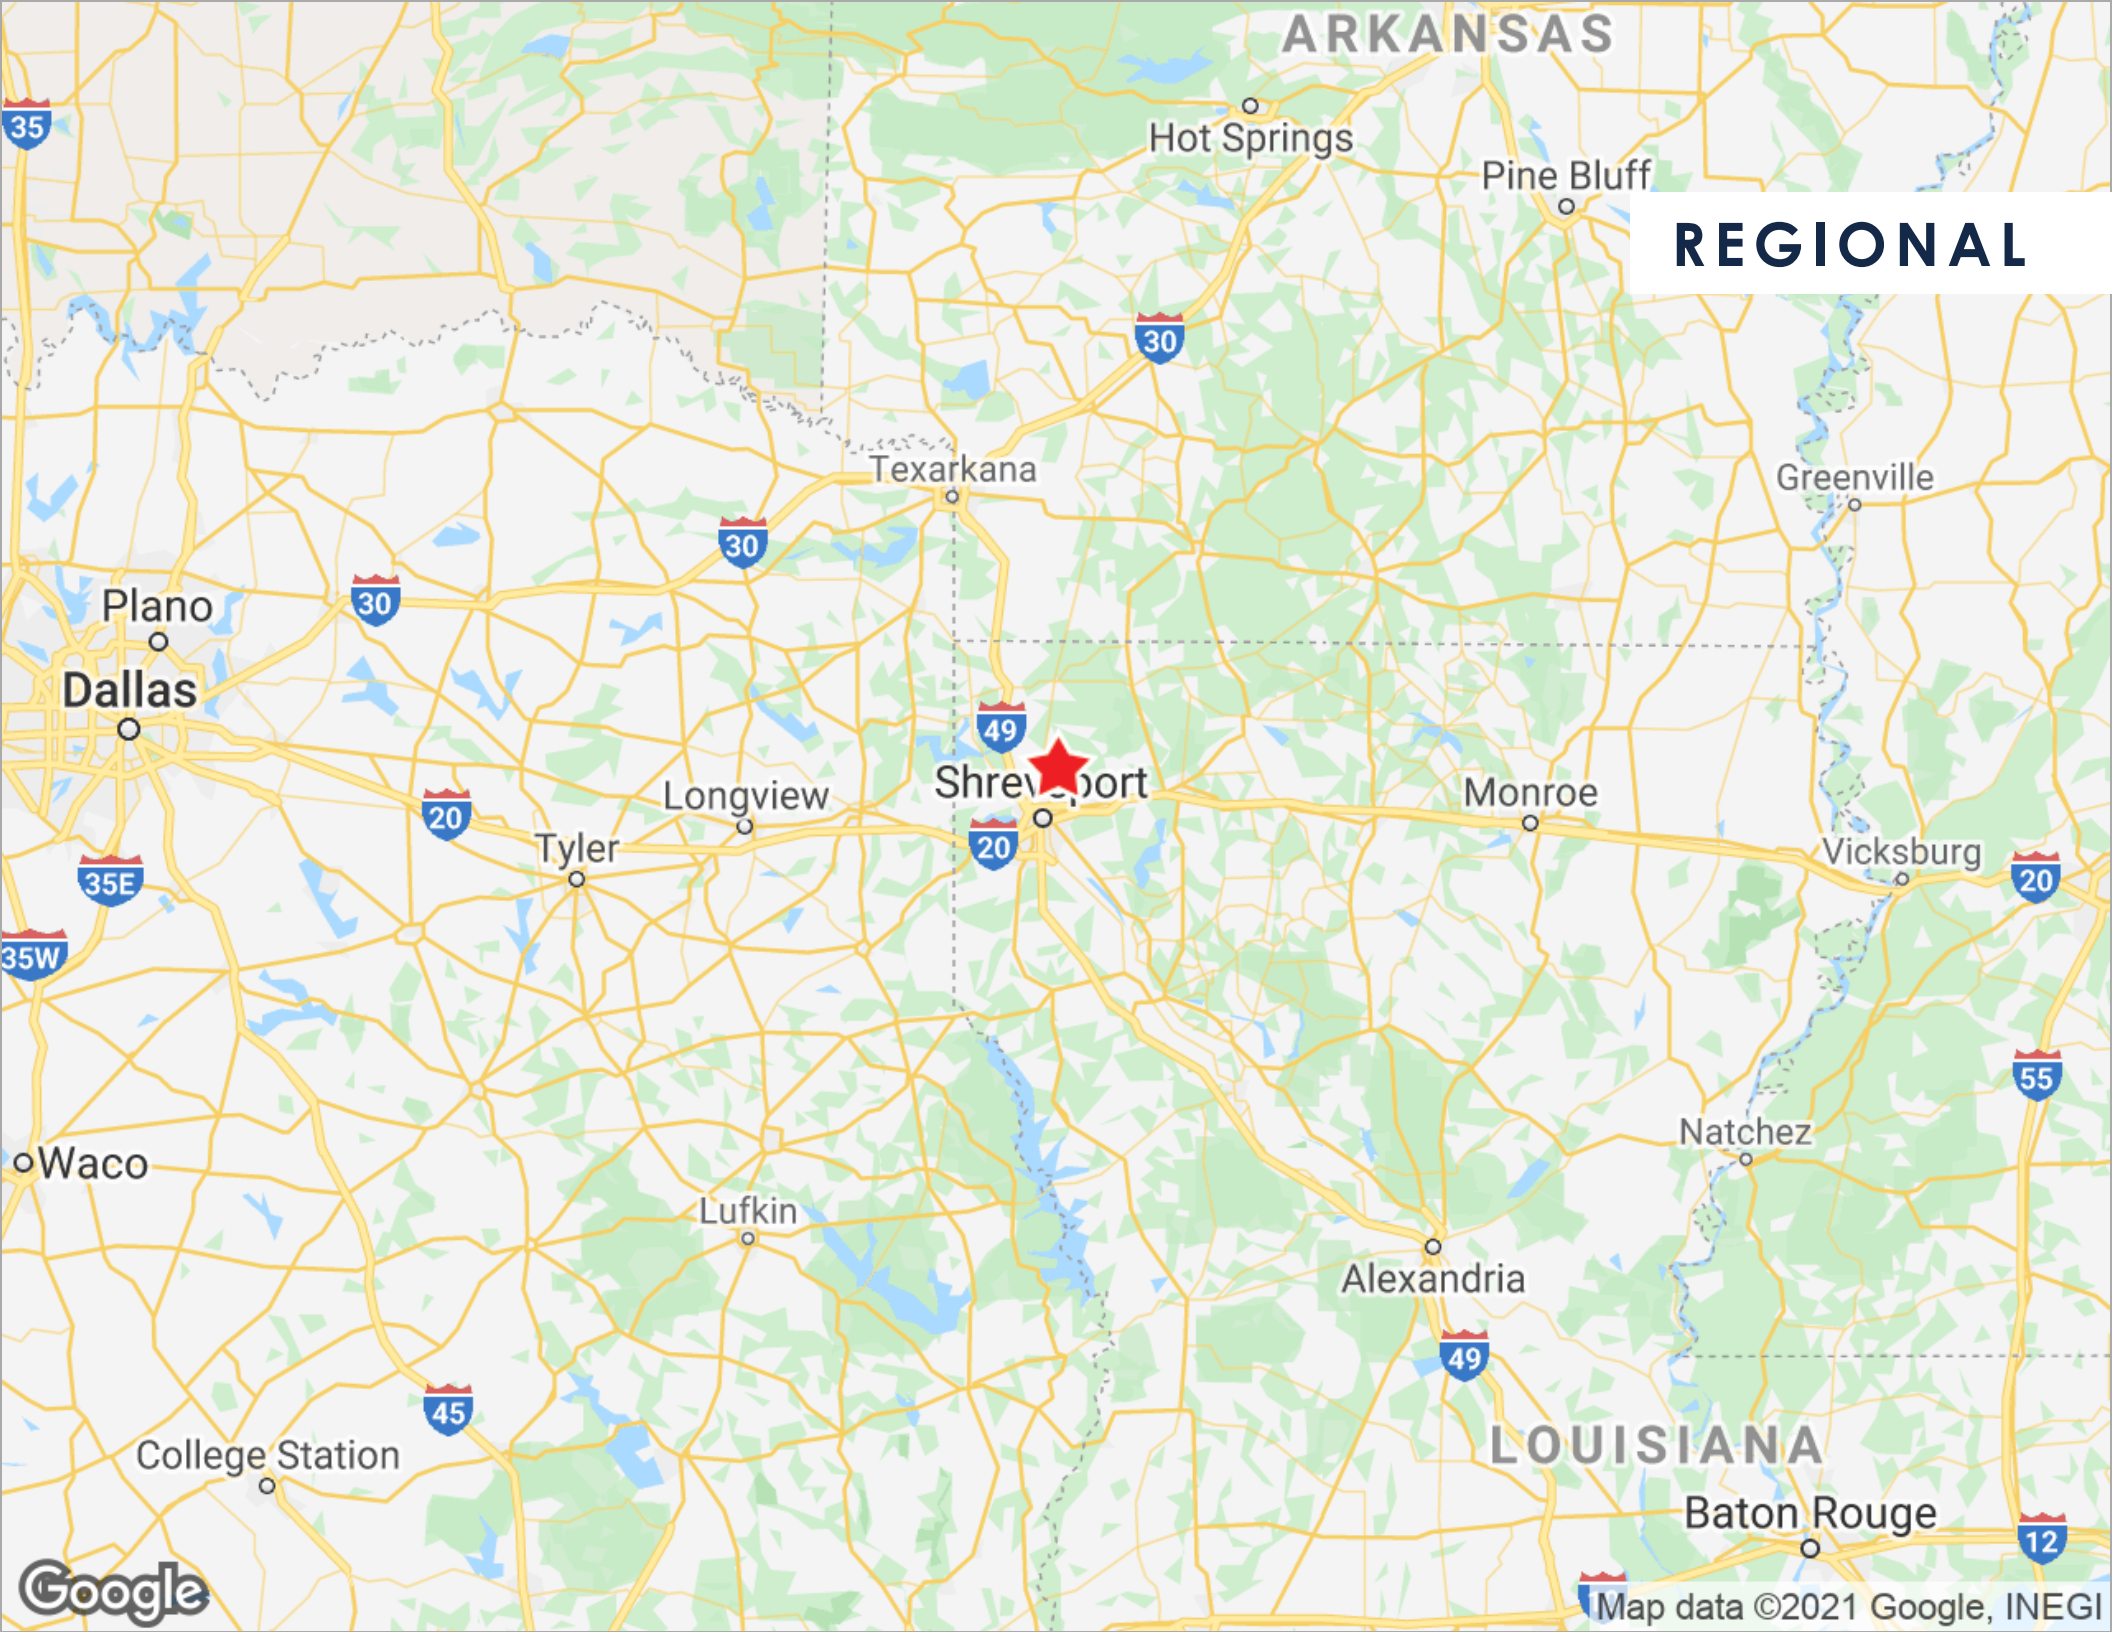 ARKANSAS
35
Hot Springs
Pine Bluff
REGIONAL
30
Texarkana
Greenville
30
30
Plano
Dallas
49
Shreveport
Longview
Monroe
20
Tyler
20
Vicksburg
20
35E
35W
55
Natchez
Waco
Lufkin
Alexandria
49
45
LOUISIANA
College Station
Baton Rouge
12
Google
Map data ©2021 Google, INEGI